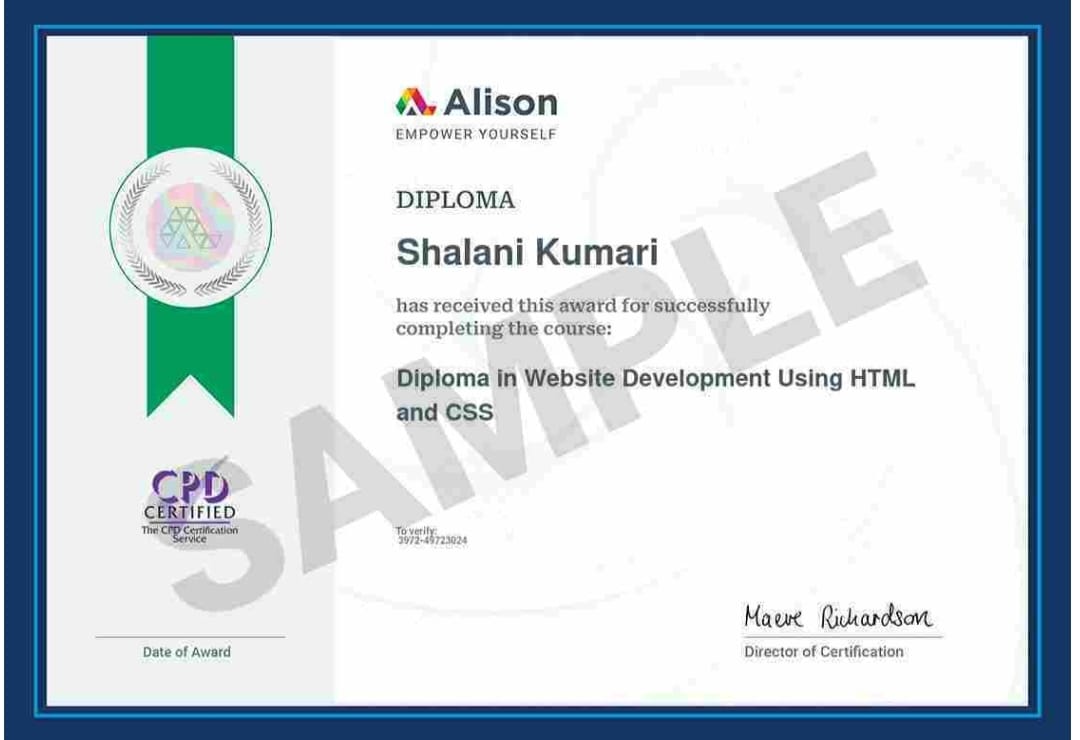 Alison
EMPOWER YOURSELF
DIPLOMA
Shalani Kumari
has received this award for successfully
completing the course:
Diploma in Website Development Using HTML
and CSS
SAMPLE
CPD
CERTIFIED
The CPD Certification
Service
To verify:
3972-49723024
Date of Award
Maeve Richardson
Director of Certification